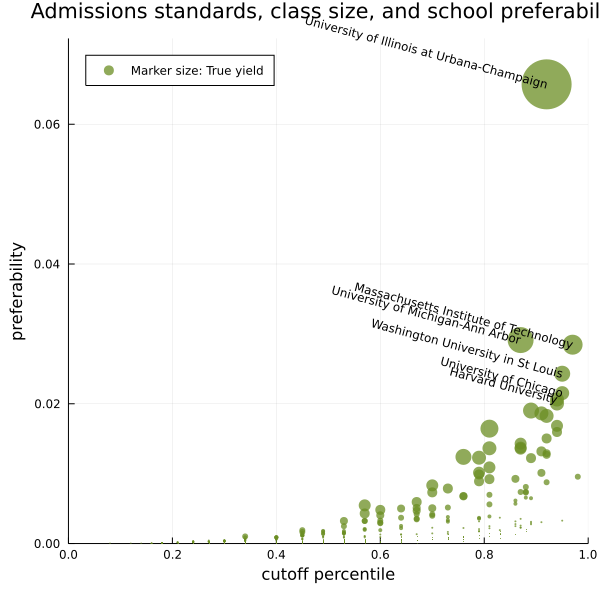 Admissions standards, class size, and school preferabil
University of Illinois at Urbana-Champaign
Marker size: True yield
0.06
preferability
0.04
Massachusetts Institute of Technology
University of Michigan-Ann Arbor
Washington University in St Louis
University of Chicago
Harvard University
0.02
0.00
0.0 0.2 0.4 0.6 0.8 1.0
cutoff percentile